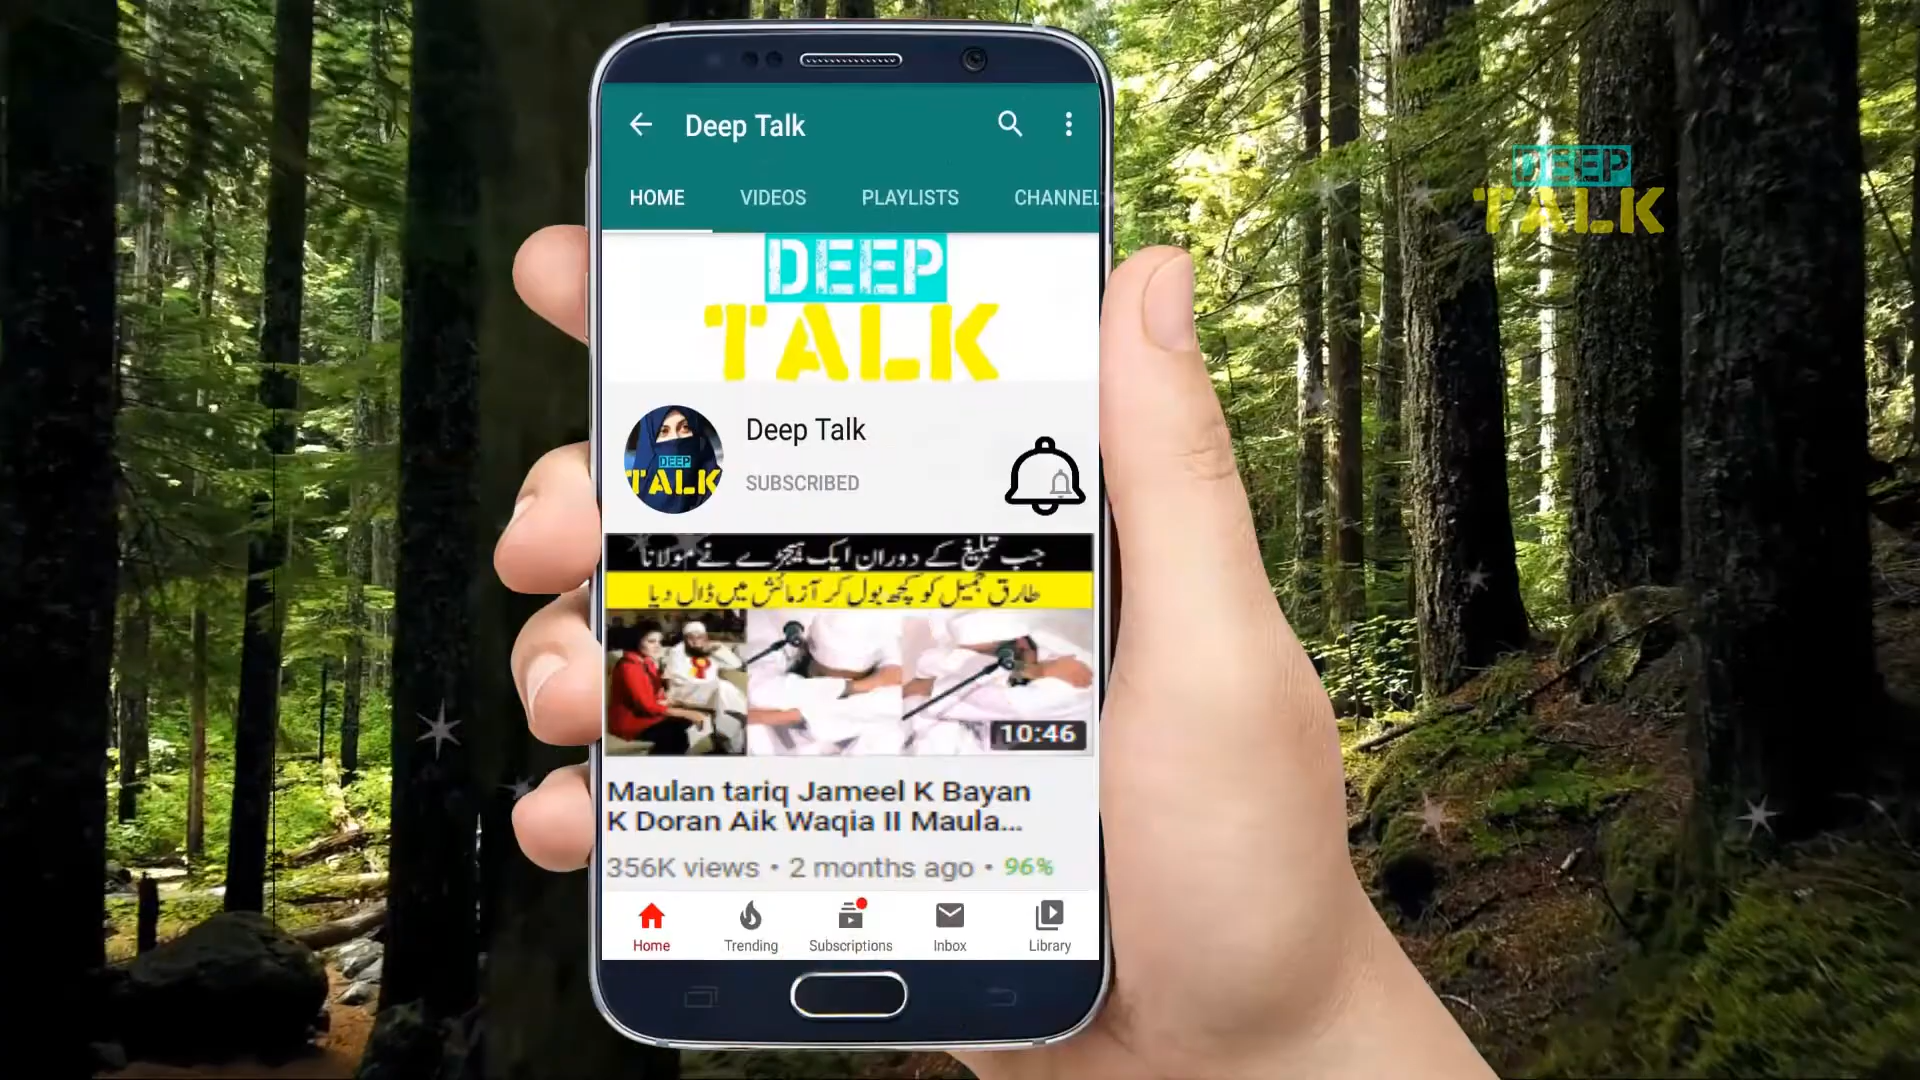 Deep Talk
HOME VIDEOS PLAYLISTS CHANNEL
DEEP
TALK
DEEP
TALK
Deep Talk
SUBSCRIBED
DEEP
TALK
جب تبلیغ کے دوران ایک ہیجڑے نے مولانا
طارق جمیل کو کچھ بول کر آزمائش میں ڈال دیا
10:46
Maulan tariq Jameel K Bayan
K Doran Aik Waqia II Maula...
356K views • 2 months ago • 96%
Home Trending Subscriptions Inbox Library